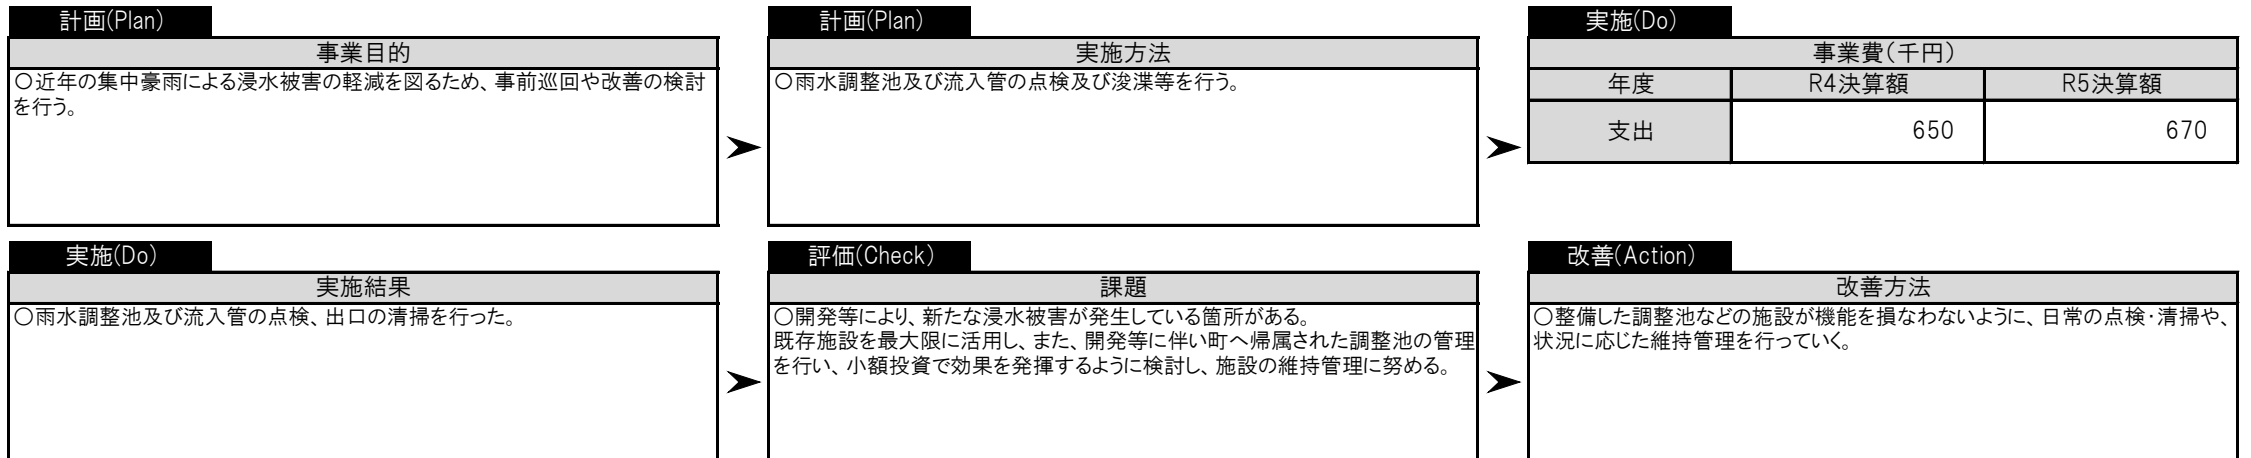 計画(Plan)
事業目的
○近年の集中豪雨による浸水被害の軽減を図るため、事前巡回や改善の検討
を行う。
計画(Plan)
実施方法
○雨水調整池及び流入管の点検及び浚渫等を行う。
実施(Do)
事業費(千円)
年度 R4決算額 R5決算額
支出 650 670
実施(Do)
実施結果
○雨水調整池及び流入管の点検、出口の清掃を行った。
評価(Check)
課題
○開発等により、新たな浸水被害が発生している箇所がある。
既存施設を最大限に活用し、また、開発等に伴い町へ帰属された調整池の管理
を行い、小額投資で効果を発揮するように検討し、施設の維持管理に努める。
改善(Action)
改善方法
○整備した調整池などの施設が機能を損なわないように、日常の点検・清掃や、
状況に応じた維持管理を行っていく。